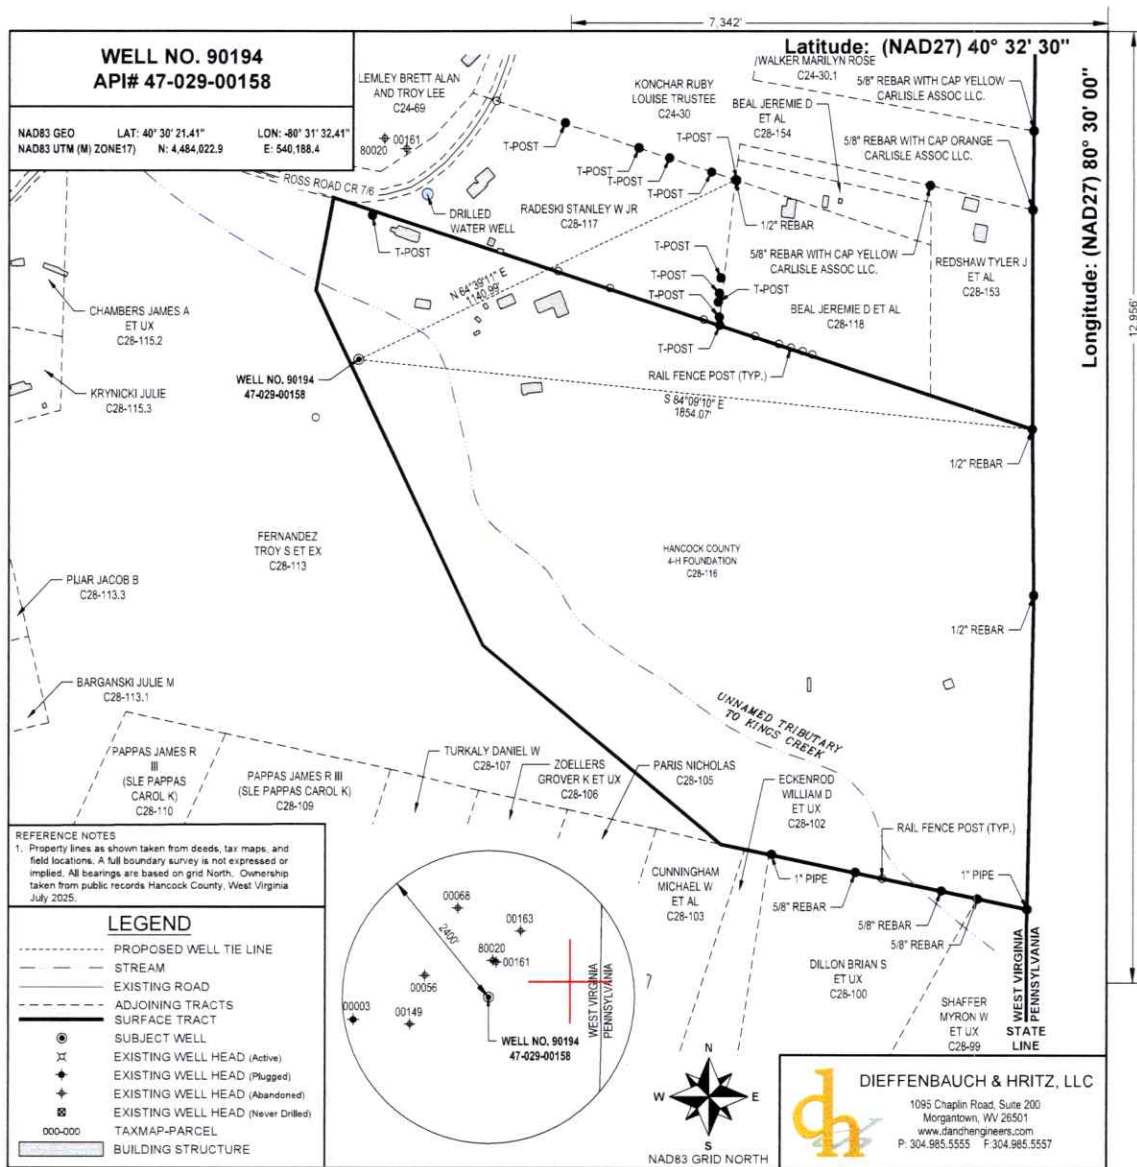 7,342'
WELL NO. 90194
API# 47-029-00158
NAD83 GEO LAT: 40° 30' 21.41" LON: -80° 31' 32.41"
NAD83 UTM (M) ZONE17) N: 4,484,022.9 E: 540,188.4
Latitude: (NAD27) 40° 32' 30"
Longitude: (NAD27) 80° 30' 00"
12,956'
LEMLEY BRETT ALAN
AND TROY LEE
C24-69
00161
80020
KONCHAR RUBY
LOUISE TRUSTEE
C24-30
WALKER MARILYN ROSE
C24-30.1
BEAL JEREMIE D
ET AL
C28-154
5/8" REBAR WITH CAP YELLOW
CARLISLE ASSOC LLC.
5/8" REBAR WITH CAP ORANGE
CARLISLE ASSOC LLC.
T-POST
T-POST
T-POST
T-POST
T-POST
ROSS ROAD CR 7/6
DRILLED
WATER WELL
RADESKI STANLEY W JR
C28-117
1/2" REBAR
T-POST
T-POST
5/8" REBAR WITH CAP YELLOW
CARLISLE ASSOC LLC.
REDSHAW TYLER J
ET AL
C28-153
T-POST
T-POST
T-POST
T-POST
BEAL JEREMIE D ET AL
C28-118
N 64°39'11" E
1140.99'
CHAMBERS JAMES A
ET UX
C28-115.2
WELL NO. 90194
47-029-00158
RAIL FENCE POST (TYP.)
S 84°09'10" E
1854.07'
KRYNICKI JULIE
C28-115.3
1/2" REBAR
FERNANDEZ
TROY S ET EX
C28-113
HANCOCK COUNTY
4-H FOUNDATION
C28-116
PIJAR JACOB B
C28-113.3
1/2" REBAR
BARGANSKI JULIE M
C28-113.1
UNNAMED TRIBUTARY
TO KINGS CREEK
PAPPAS JAMES R
III
(SLE PAPPAS
CAROL K)
C28-110
PAPPAS JAMES R III
(SLE PAPPAS CAROL K)
C28-109
TURKALY DANIEL W
C28-107
ZOELLERS
GROVER K ET UX
C28-106
PARIS NICHOLAS
C28-105
ECKENROD
WILLIAM D
ET UX
C28-102
RAIL FENCE POST (TYP.)
CUNNINGHAM
MICHAEL W
ET AL
C28-103
1" PIPE
5/8" REBAR
1" PIPE
5/8" REBAR
5/8" REBAR
DILLON BRIAN S
ET UX
C28-100
SHAFFER
MYRON W
ET UX
C28-99
WEST VIRGINIA
PENNSYLVANIA
STATE
LINE
REFERENCE NOTES
1. Property lines as shown taken from deeds, tax maps, and
field locations. A full boundary survey is not expressed or
implied. All bearings are based on grid North. Ownership
taken from public records Hancock County, West Virginia
July 2025.
LEGEND
PROPOSED WELL TIE LINE
STREAM
EXISTING ROAD
ADJOINING TRACTS
SURFACE TRACT
SUBJECT WELL
EXISTING WELL HEAD (Active)
EXISTING WELL HEAD (Plugged)
EXISTING WELL HEAD (Abandoned)
EXISTING WELL HEAD (Never Drilled)
000-000 TAXMAP-PARCEL
BUILDING STRUCTURE
2400'
00068
00163
80020
00161
00056
00003
00149
WELL NO. 90194
47-029-00158
WEST VIRGINIA
PENNSYLVANIA
N
W E
S
NAD83 GRID NORTH
dh
DIEFFENBAUCH & HRITZ, LLC
1095 Chaplin Road, Suite 200
Morgantown, WV 26501
www.dandhengineers.com
P: 304.985.5555 F:304.985.5557